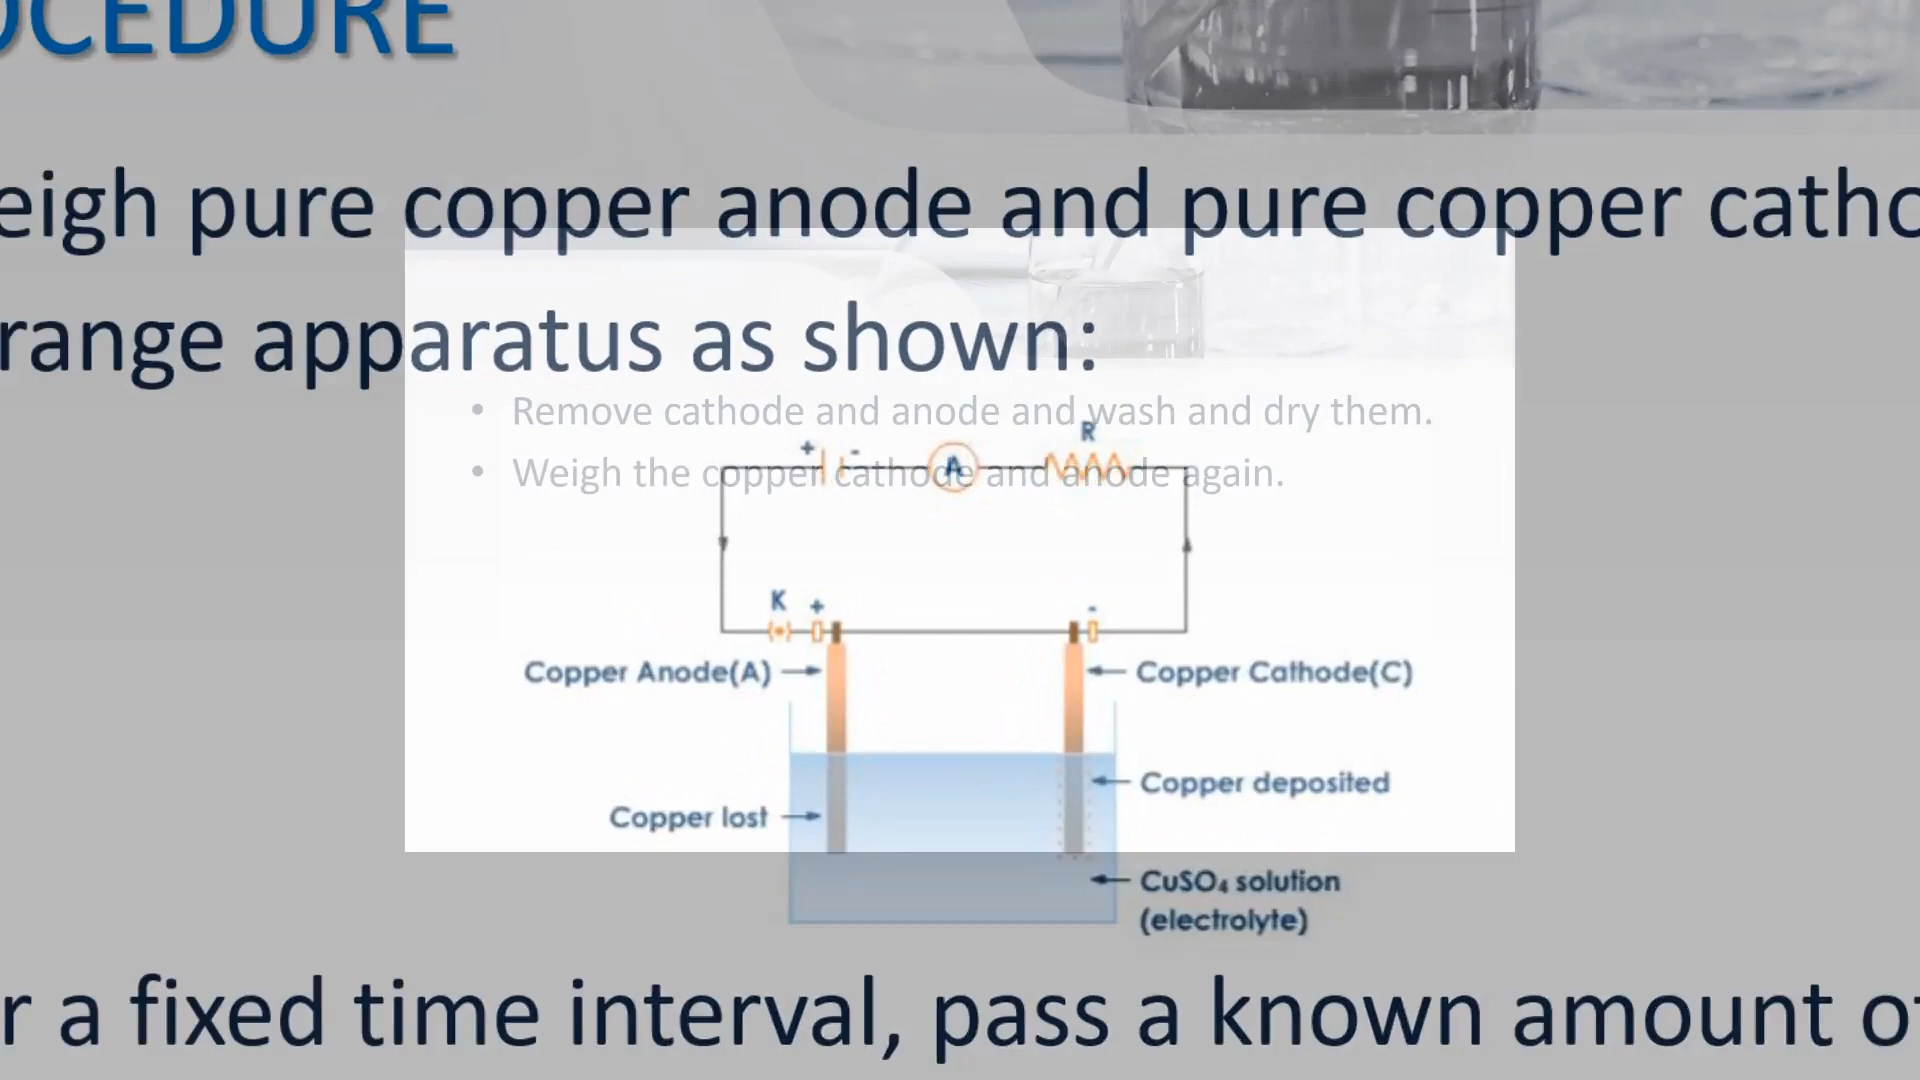 OCEDURE
eigh pure copper anode and pure copper catho
range apparatus as shown:
• Remove cathode and anode and wash and dry them.
• Weigh the copper cathode and anode again.
R
+ -
A
K + -
Copper Anode(A)
Copper Cathode(C)
Copper deposited
Copper lost
CuSO₄ solution
(electrolyte)
r a fixed time interval, pass a known amount of